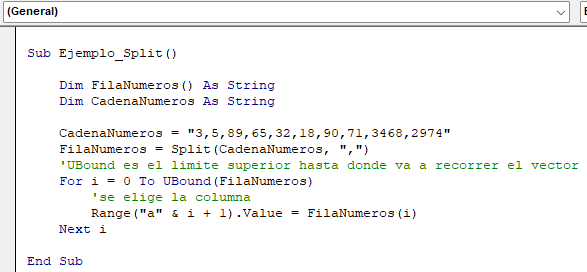 (General)
Sub Ejemplo_Split()
Dim FilaNumeros() As String
Dim CadenaNumeros As String
CadenaNumeros = "3,5,89,65,32,18,90,71,3468,2974"
FilaNumeros = Split(CadenaNumeros, ",")
'UBound es el limite superior hasta donde va a recorrer el vector
For i = 0 To UBound(FilaNumeros)
'se elige la columna
Range("a" & i + 1).Value = FilaNumeros(i)
Next i
End Sub